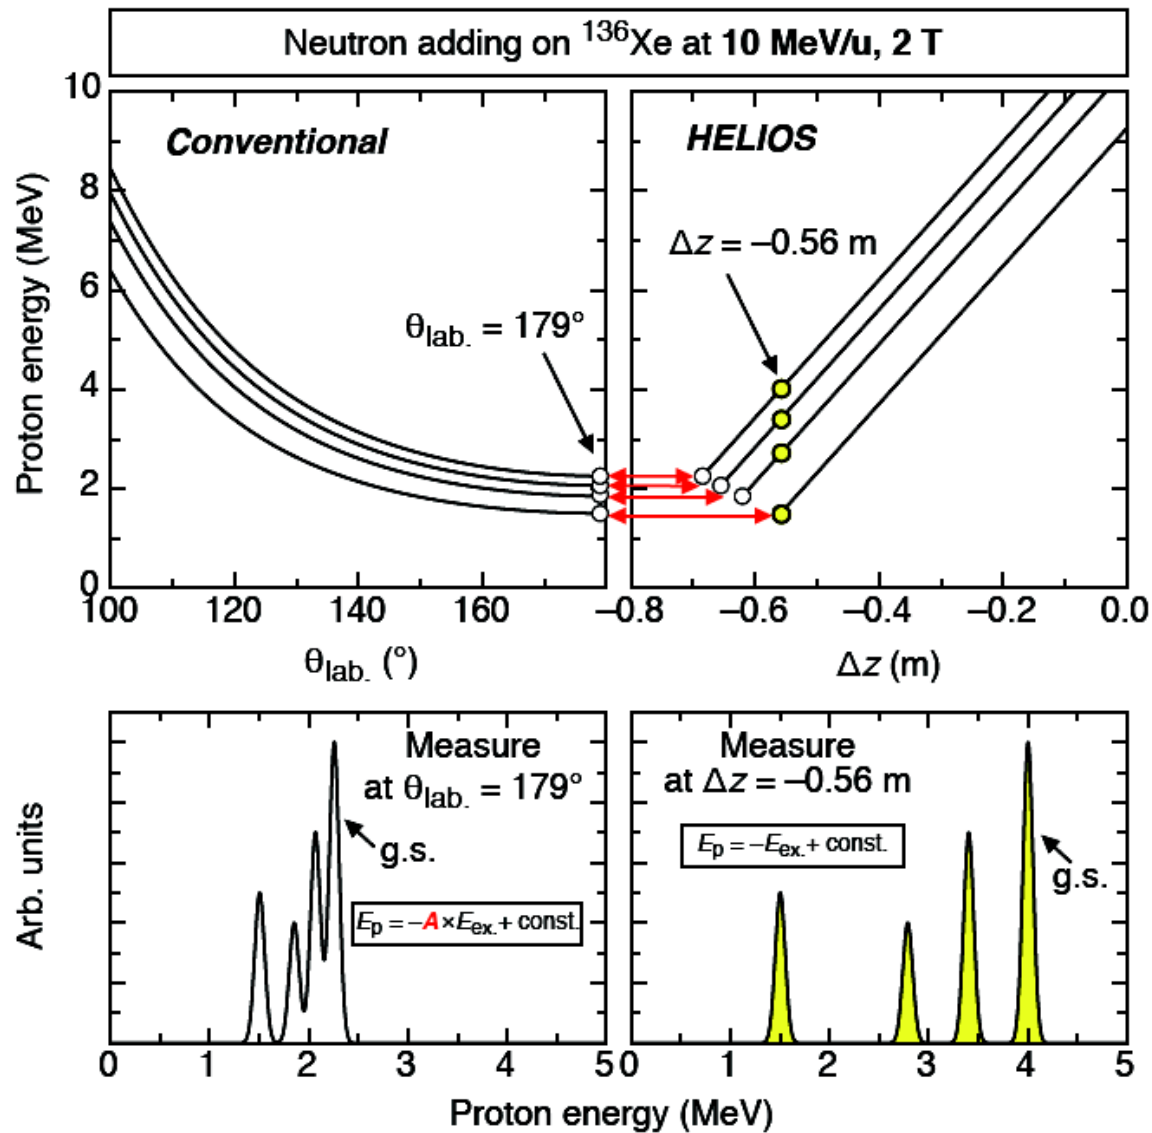 Neutron adding on ¹³⁶Xe at 10 MeV/u, 2 T
Conventional
HELIOS
Proton energy (MeV)
10
8
6
4
2
0
θlab. = 179°
Δz = –0.56 m
100 120 140 160
–0.8 –0.6 –0.4 –0.2 0.0
θlab. (°)
Δz (m)
Arb. units
Measure
at θlab. = 179°
g.s.
Ep = –A×Eex.+ const.
Measure
at Δz = –0.56 m
Ep = –Eex.+ const.
g.s.
0 1 2 3 4 5
0 1 2 3 4 5
Proton energy (MeV)